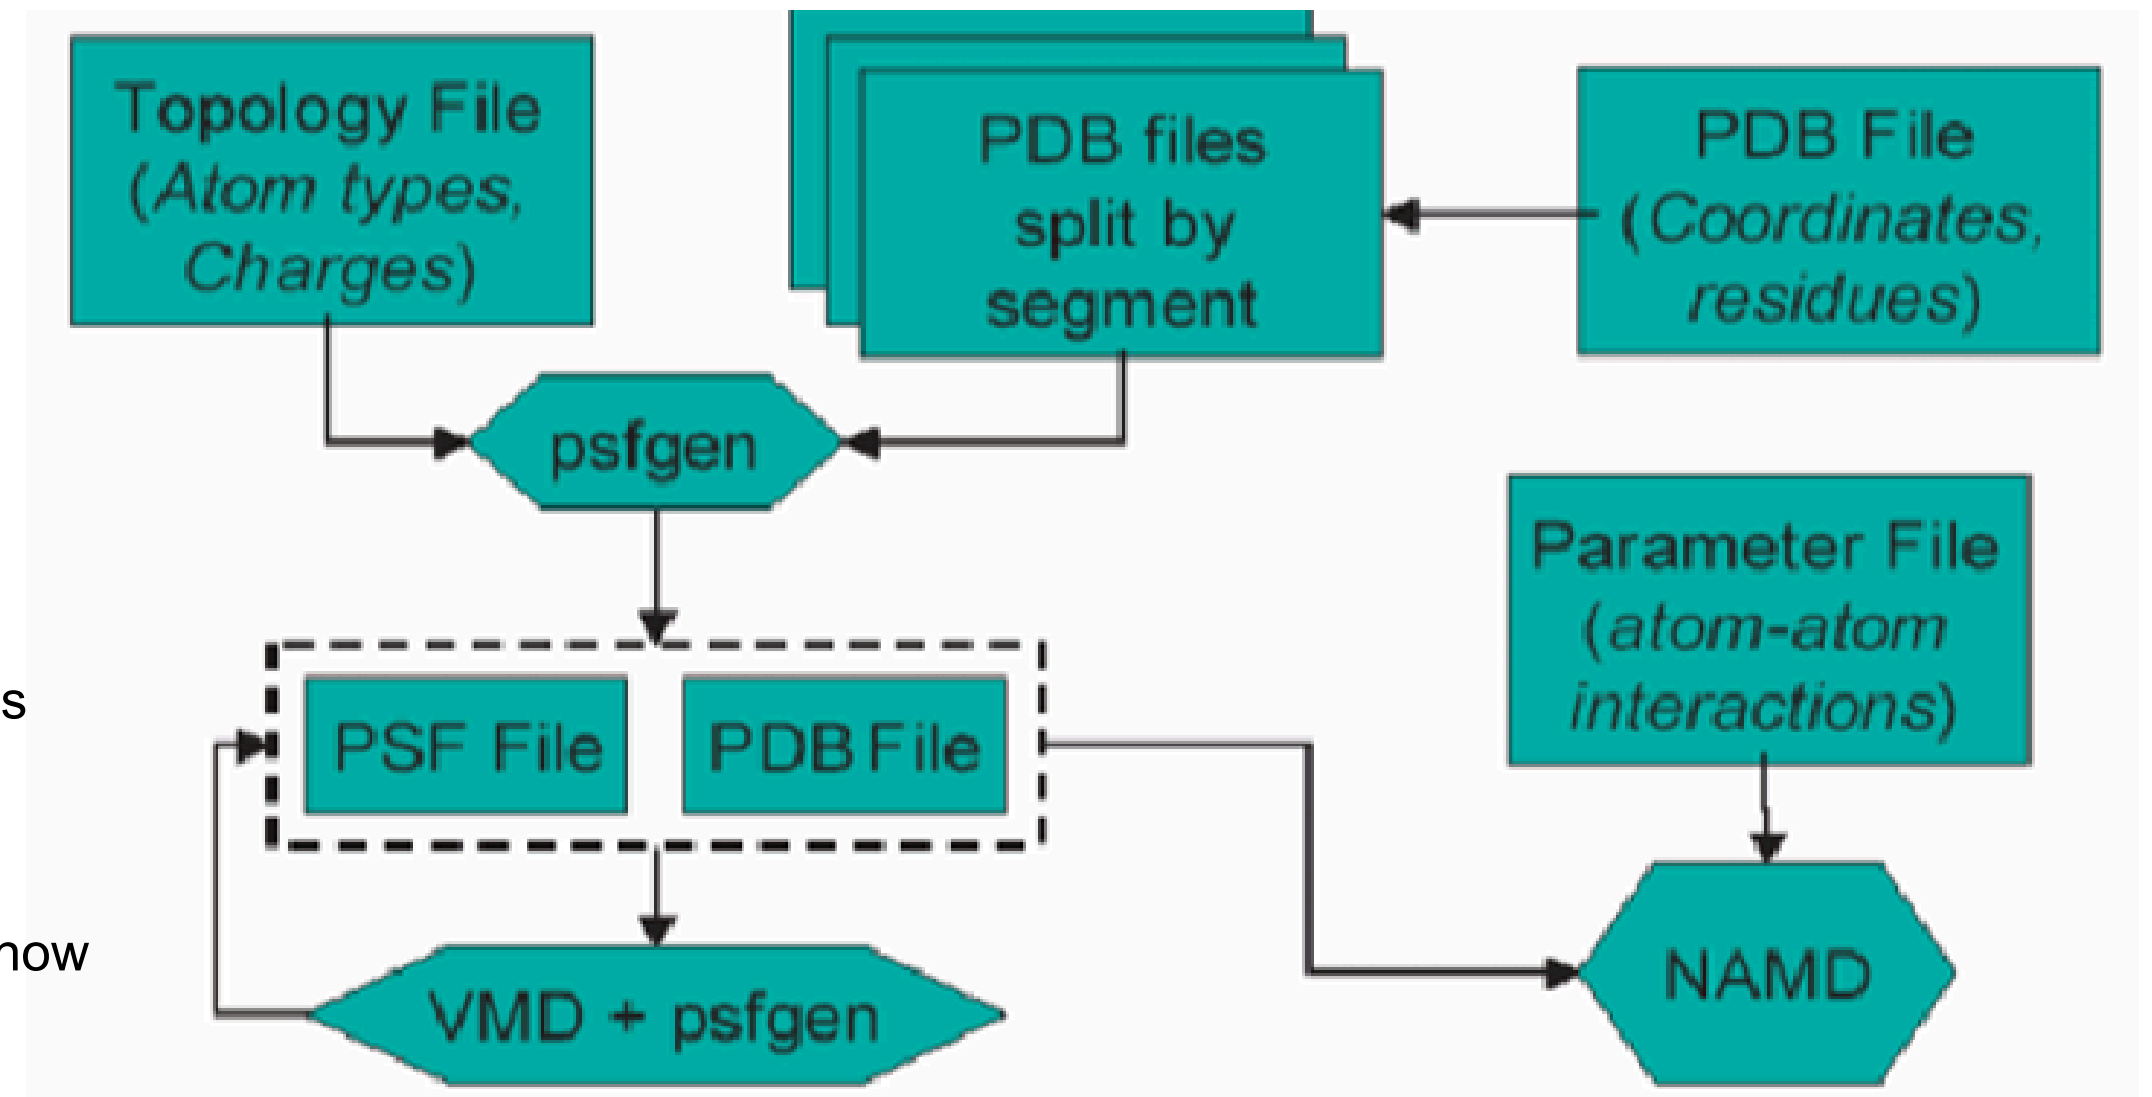 Topology File
(Atom types,
Charges)
PDB files
split by
segment
PDB File
(Coordinates,
residues)
psfgen
Parameter File
(atom-atom
interactions)
s
PSF File
PDB File
now
VMD + psfgen
NAMD